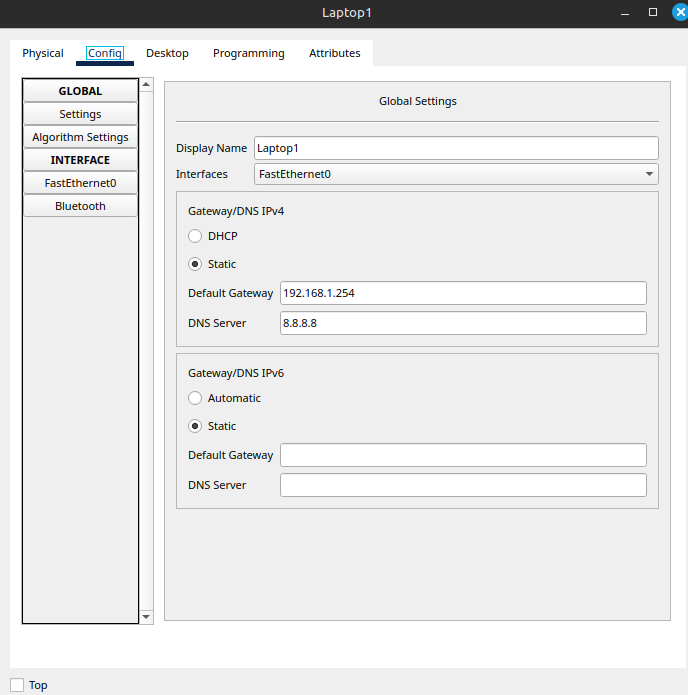 Laptop1
Physical Config Desktop Programming Attributes
GLOBAL
Settings
Algorithm Settings
INTERFACE
FastEthernet0
Bluetooth
Global Settings
Display Name Laptop1
Interfaces FastEthernet0
Gateway/DNS IPv4
DHCP
Static
Default Gateway 192.168.1.254
DNS Server 8.8.8.8
Gateway/DNS IPv6
Automatic
Static
Default Gateway
DNS Server
Top